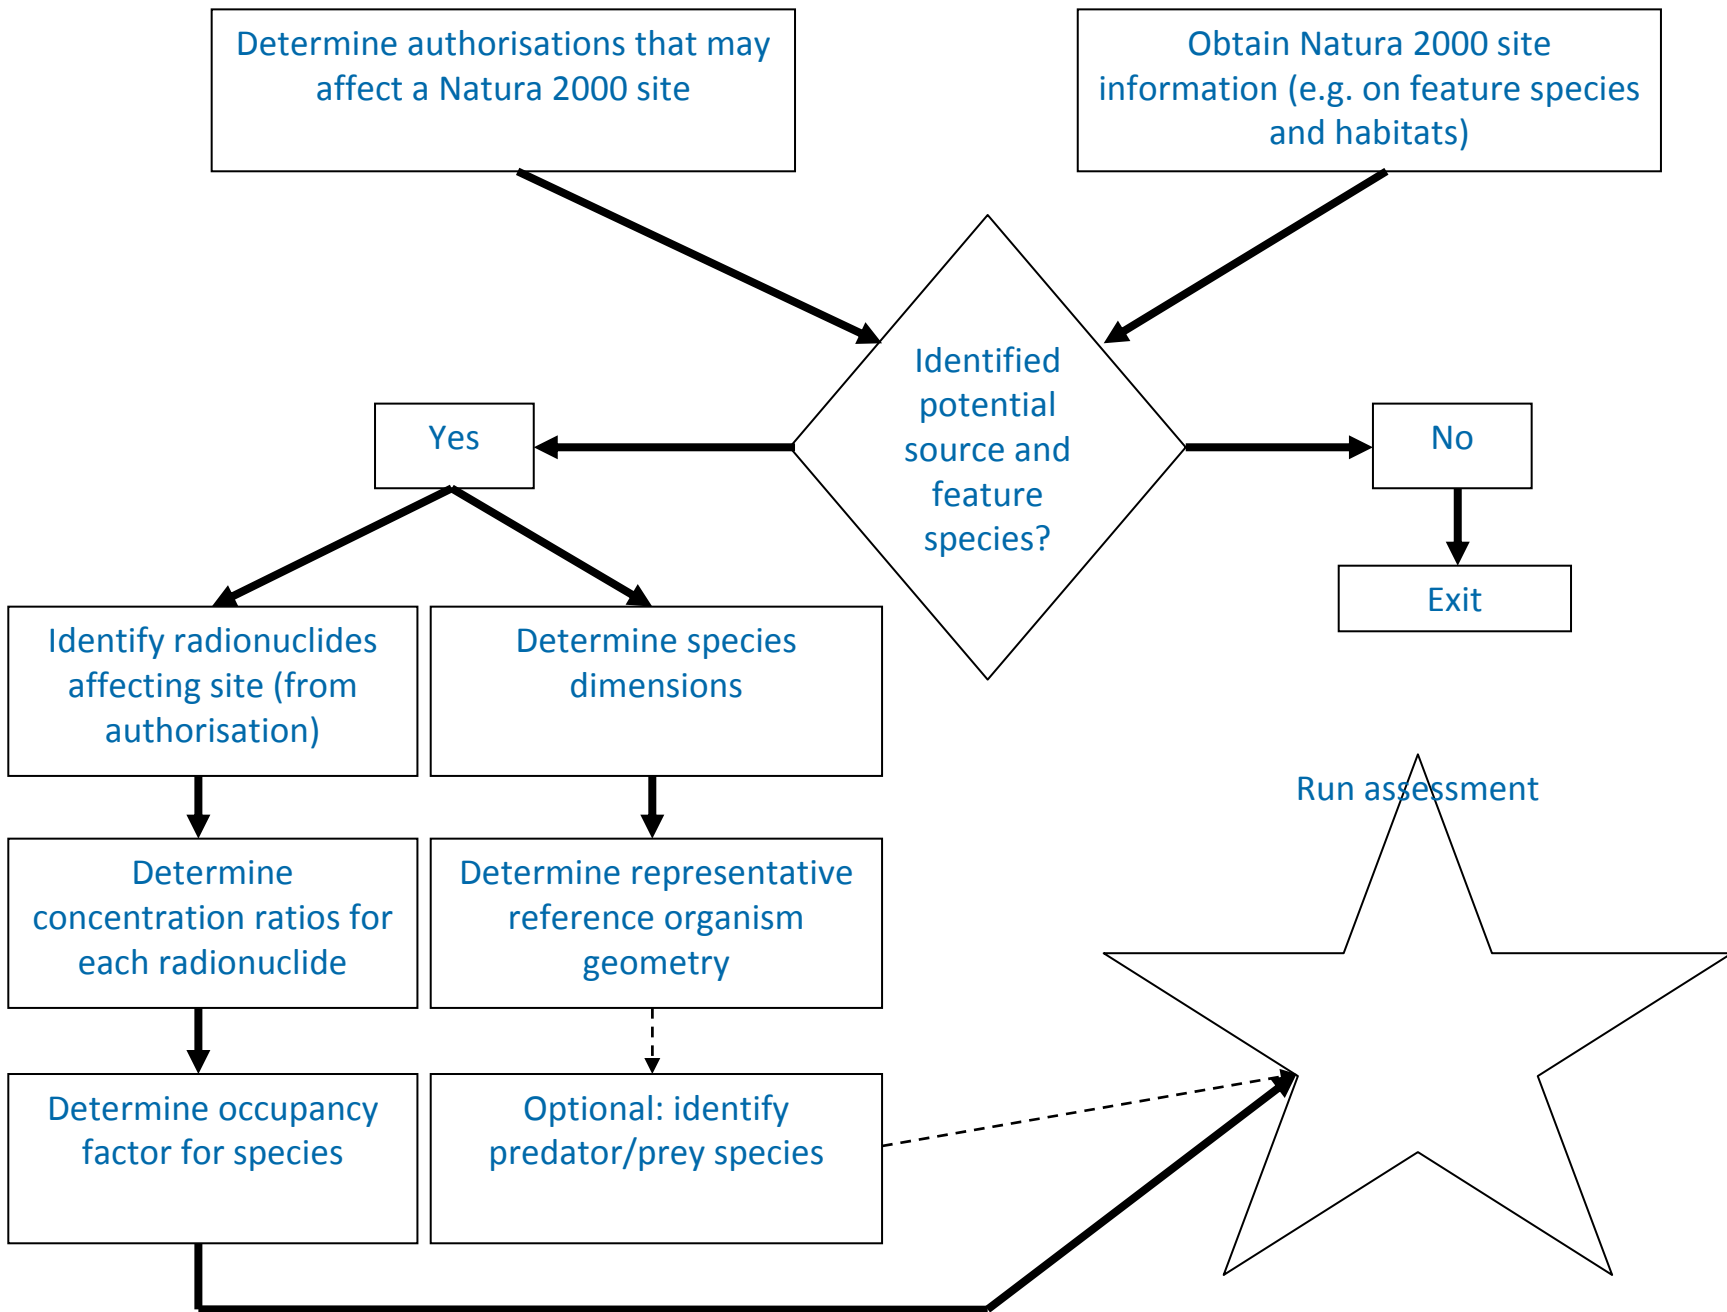 Determine authorisations that may
affect a Natura 2000 site
Obtain Natura 2000 site
information (e.g. on feature species
and habitats)
Identified
potential
source and
feature
species?
Yes
No
Exit
Identify radionuclides
affecting site (from
authorisation)
Determine species
dimensions
Run assessment
Determine
concentration ratios for
each radionuclide
Determine representative
reference organism
geometry
Determine occupancy
factor for species
Optional: identify
predator/prey species